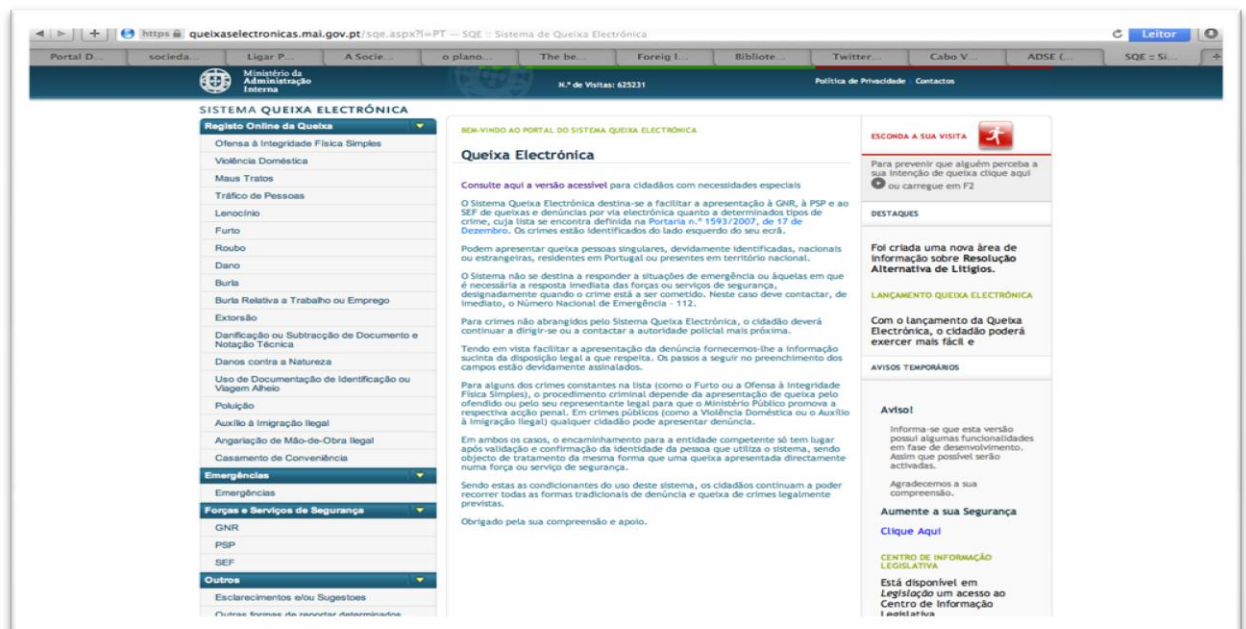 https queixaselectronicas.mai.gov.pt/sqe.aspx?l=PT — SQE :: Sistema de Queixa Electrónica
Leitor
Portal D... socieda... Ligar P... A Socie... o plano... The be... Foreig l... Bibliote... Twitter... Cabo V... ADSE (... SQE :: Si...
Ministério da
Administração
Interna
N.º de Visitas: 625231
Política de Privacidade Contactos
SISTEMA QUEIXA ELECTRÓNICA
Registo Online da Queixa
Ofensa à Integridade Física Simples
Violência Doméstica
Maus Tratos
Tráfico de Pessoas
Lenocínio
Furto
Roubo
Dano
Burla
Burla Relativa a Trabalho ou Emprego
Extorsão
Danificação ou Subtracção de Documento e
Notação Técnica
Danos contra a Natureza
Uso de Documentação de Identificação ou
Viagem Alheio
Poluição
Auxílio à Imigração Ilegal
Angariação de Mão-de-Obra Ilegal
Casamento de Conveniência
Emergências
Emergências
Forças e Serviços de Segurança
GNR
PSP
SEF
Outros
Esclarecimentos e/ou Sugestoes
Outras formas de reportar determinados
BEM-VINDO AO PORTAL DO SISTEMA QUEIXA ELECTRÓNICA
Queixa Electrónica
Consulte aqui a versão acessível para cidadãos com necessidades especiais
O Sistema Queixa Electrónica destina-se a facilitar a apresentação à GNR, à PSP e ao
SEF de queixas e denúncias por via electrónica quanto a determinados tipos de
crime, cuja lista se encontra definida na Portaria n.º 1593/2007, de 17 de
Dezembro. Os crimes estão identificados do lado esquerdo do seu ecrã.
Podem apresentar queixa pessoas singulares, devidamente identificadas, nacionais
ou estrangeiras, residentes em Portugal ou presentes em território nacional.
O Sistema não se destina a responder a situações de emergência ou àquelas em que
é necessária a resposta imediata das forças ou serviços de segurança,
designadamente quando o crime está a ser cometido. Neste caso deve contactar, de
imediato, o Número Nacional de Emergência - 112.
Para crimes não abrangidos pelo Sistema Queixa Electrónica, o cidadão deverá
continuar a dirigir-se ou a contactar a autoridade policial mais próxima.
Tendo em vista facilitar a apresentação da denúncia fornecemos-lhe a informação
sucinta da disposição legal a que respeita. Os passos a seguir no preenchimento dos
campos estão devidamente assinalados.
Para alguns dos crimes constantes na lista (como o Furto ou a Ofensa à Integridade
Física Simples), o procedimento criminal depende da apresentação de queixa pelo
ofendido ou pelo seu representante legal para que o Ministério Público promova a
respectiva acção penal. Em crimes públicos (como a Violência Doméstica ou o Auxílio
à Imigração Ilegal) qualquer cidadão pode apresentar denúncia.
Em ambos os casos, o encaminhamento para a entidade competente só tem lugar
após validação e confirmação da identidade da pessoa que utiliza o sistema, sendo
objecto de tratamento da mesma forma que uma queixa apresentada directamente
numa força ou serviço de segurança.
Sendo estas as condicionantes do uso deste sistema, os cidadãos continuam a poder
recorrer todas as formas tradicionais de denúncia e queixa de crimes legalmente
previstas.
Obrigado pela sua compreensão e apoio.
ESCONDA A SUA VISITA
Para prevenir que alguém perceba a
sua intenção de queixa clique aqui
ou carregue em F2
DESTAQUES
Foi criada uma nova àrea de
informação sobre Resolução
Alternativa de Litígios.
LANÇAMENTO QUEIXA ELECTRÓNICA
Com o lançamento da Queixa
Electrónica, o cidadão poderá
exercer mais fácil e
AVISOS TEMPORÁRIOS
Aviso!
Informa-se que esta versão
possui algumas funcionalidades
em fase de desenvolvimento.
Assim que possível serão
activadas.
Agradecemos a sua
compreensão.
Aumente a sua Segurança
Clique Aqui
CENTRO DE INFORMAÇÃO
LEGISLATIVA
Está disponível em
Legislação um acesso ao
Centro de Informação
Legislativa